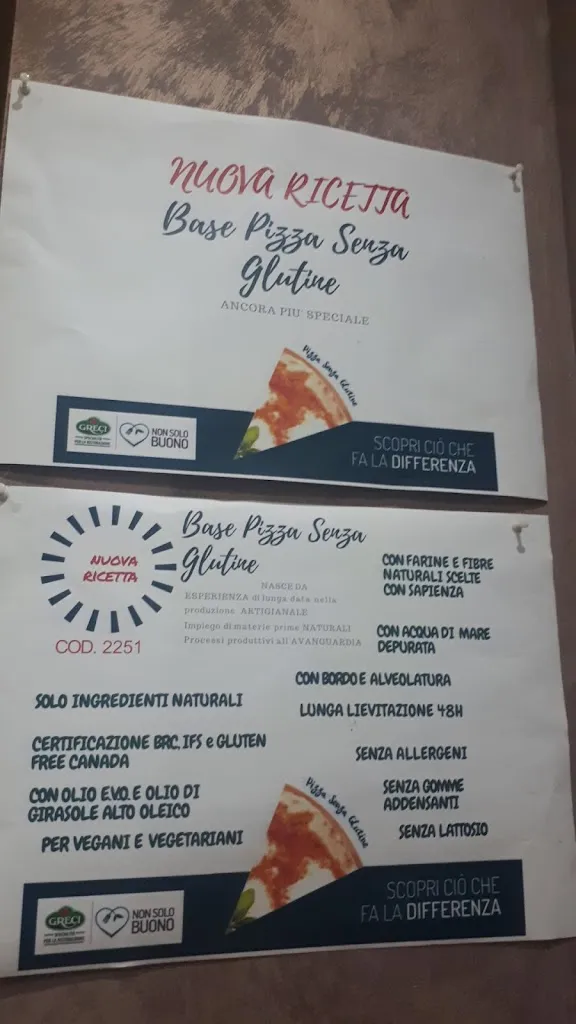 NUOVA RICETTA
Base Pizza Senza
Glutine
ANCORA PIU' SPECIALE
Pizza Senza Glutine
GRECI
NON SOLO
BUONO
SCOPRI CIÒ CHE
FA LA DIFFERENZA
NUOVA
RICETTA
COD. 2251
Base Pizza Senza
Glutine
NASCE DA
ESPERIENZA di lunga data nella
produzione ARTIGIANALE
Impiego di materie prime NATURALI
Processi produttivi all'AVANGUARDIA
CON FARINE E FIBRE
NATURALI SCELTE
CON SAPIENZA
CON ACQUA DI MARE
DEPURATA
CON BORDO E ALVEOLATURA
LUNGA LIEVITAZIONE 48H
SOLO INGREDIENTI NATURALI
CERTIFICAZIONE BRC, IFS e GLUTEN
FREE CANADA
CON OLIO E.V.O. E OLIO DI
GIRASOLE ALTO OLEICO
PER VEGANI E VEGETARIANI
SENZA ALLERGENI
SENZA GOMME
ADDENSANTI
SENZA LATTOSIO
Pizza Senza Glutine
GRECI
NON SOLO
BUONO
SCOPRI CIÒ CHE
FA LA DIFFERENZA